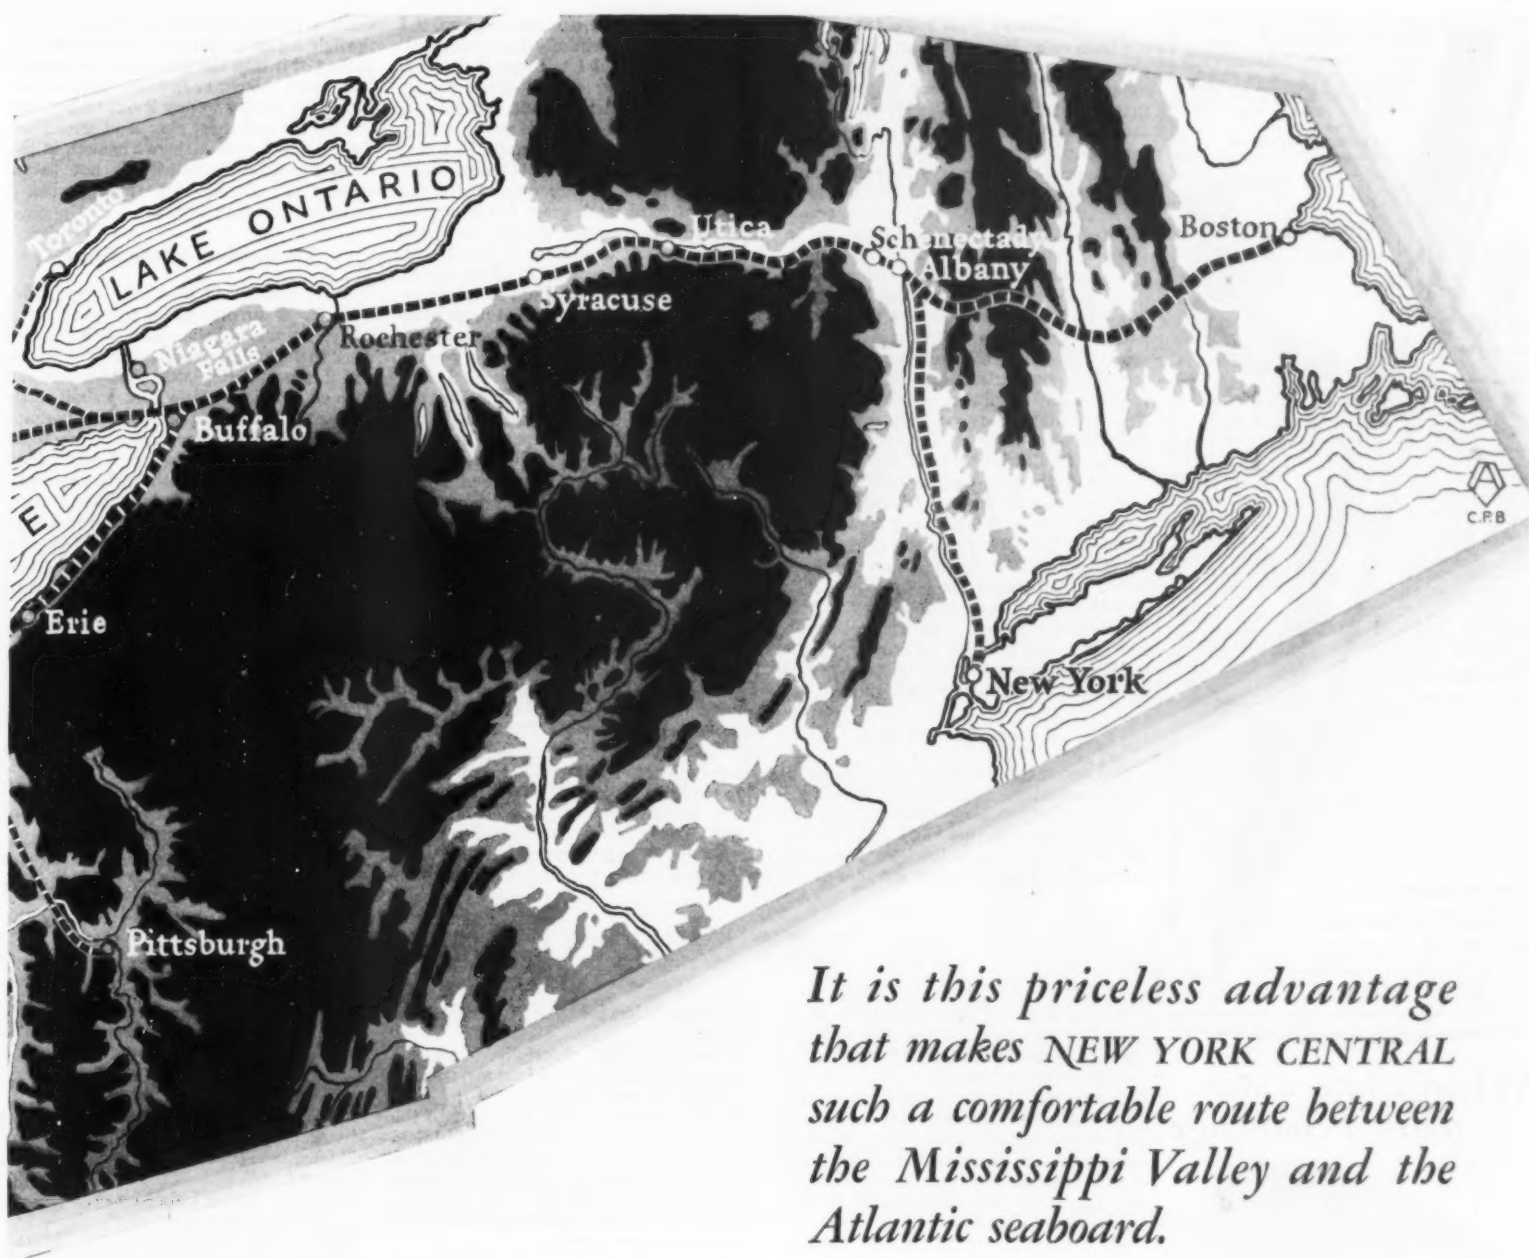 Toronto
LAKE ONTARIO
Niagara
Falls
Rochester
Syracuse
Utica
Schenectady
Albany
Boston
Buffalo
E
Erie
New York
Pittsburgh
A
C.P.B
It is this priceless advantage
that makes NEW YORK CENTRAL
such a comfortable route between
the Mississippi Valley and the
Atlantic seaboard.